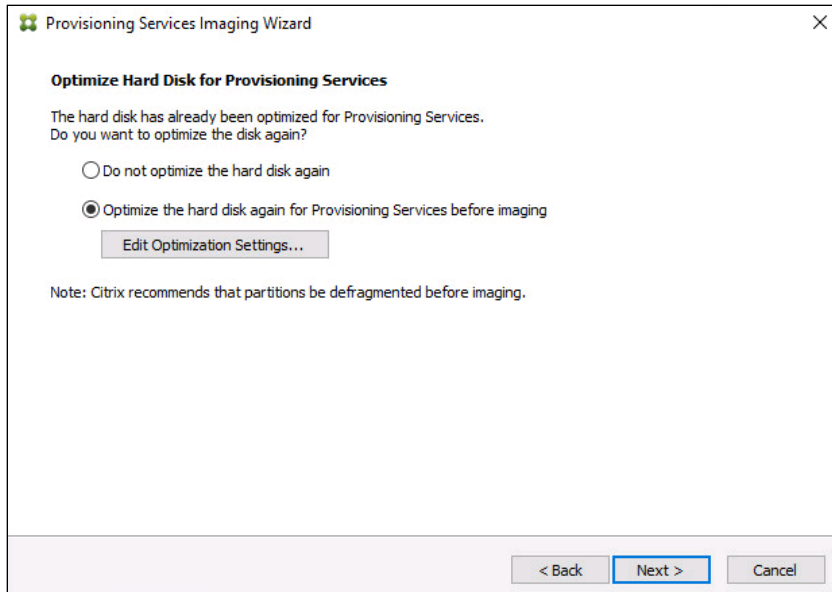 Provisioning Services Imaging Wizard
Optimize Hard Disk for Provisioning Services
The hard disk has already been optimized for Provisioning Services.
Do you want to optimize the disk again?
Do not optimize the hard disk again
Optimize the hard disk again for Provisioning Services before imaging
Edit Optimization Settings...
Note: Citrix recommends that partitions be defragmented before imaging.
< Back Next > Cancel